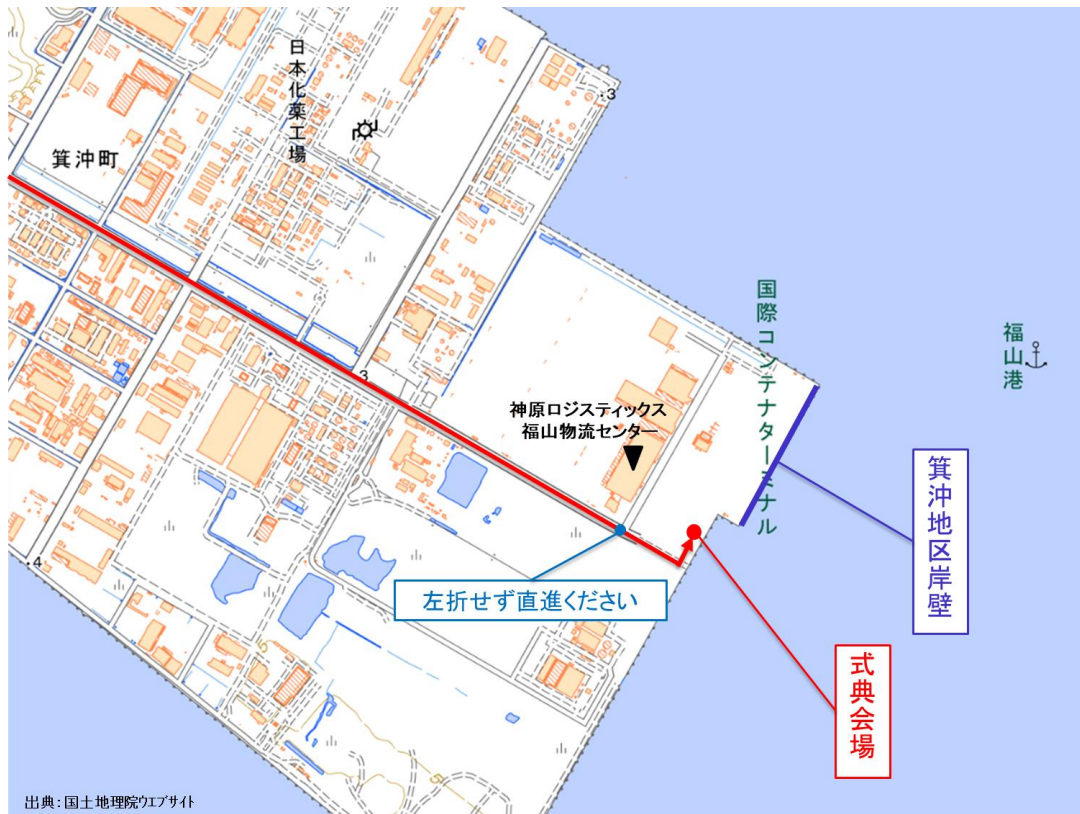 日本化薬工場
箕沖町
3
国際コンテナターミナル
福山港
3
神原ロジスティックス
福山物流センター
箕沖地区岸壁
4
左折せず直進ください
式典会場
5
5
出典：国土地理院ウエブサイト